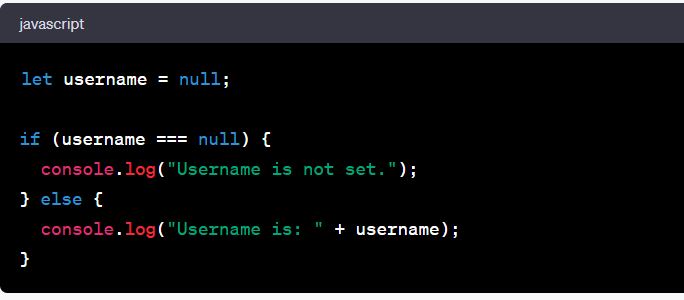 javascript
let username = null;
if (username === null) {
  console.log("Username is not set.");
} else {
  console.log("Username is: " + username);
}